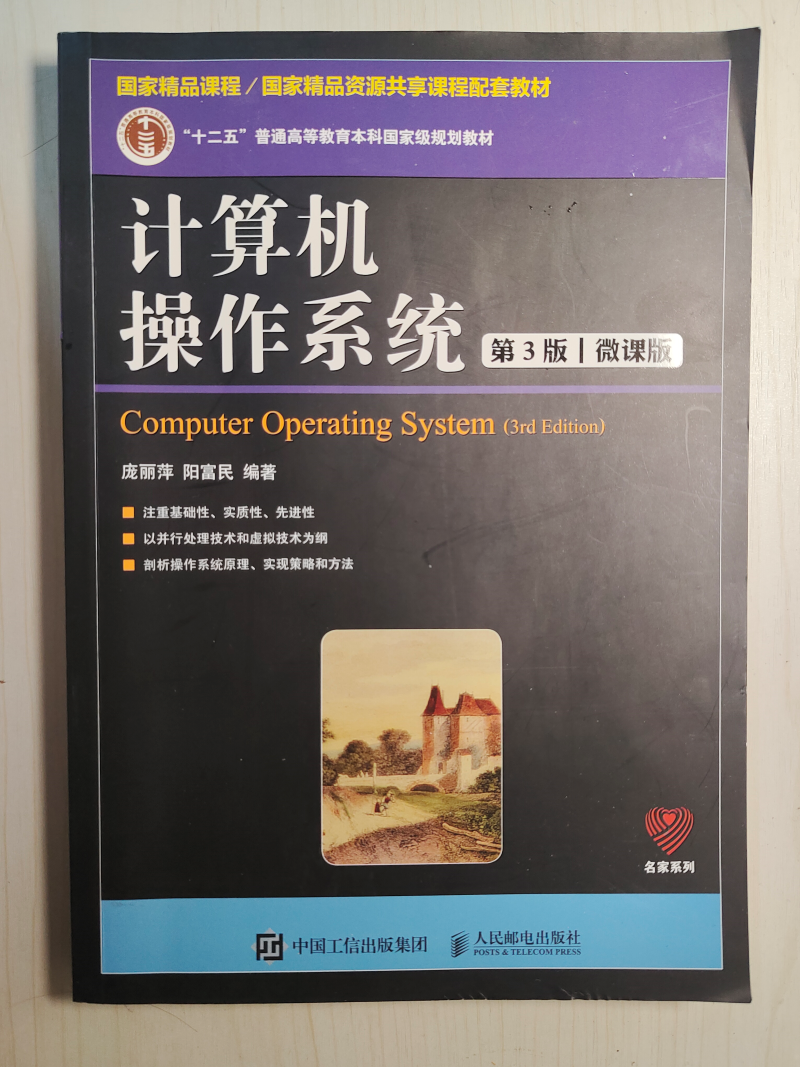 国家精品课程/国家精品资源共享课程配套教材
十二五
“十二五”普通高等教育本科国家级规划教材
计算机
操作系统
第3版|微课版
Computer Operating System (3rd Edition)
庞丽萍 阳富民 编著
注重基础性、实质性、先进性
以并行处理技术和虚拟技术为纲
剖析操作系统原理、实现策略和方法
名家系列
中国工信出版集团
人民邮电出版社
POSTS & TELECOM PRESS